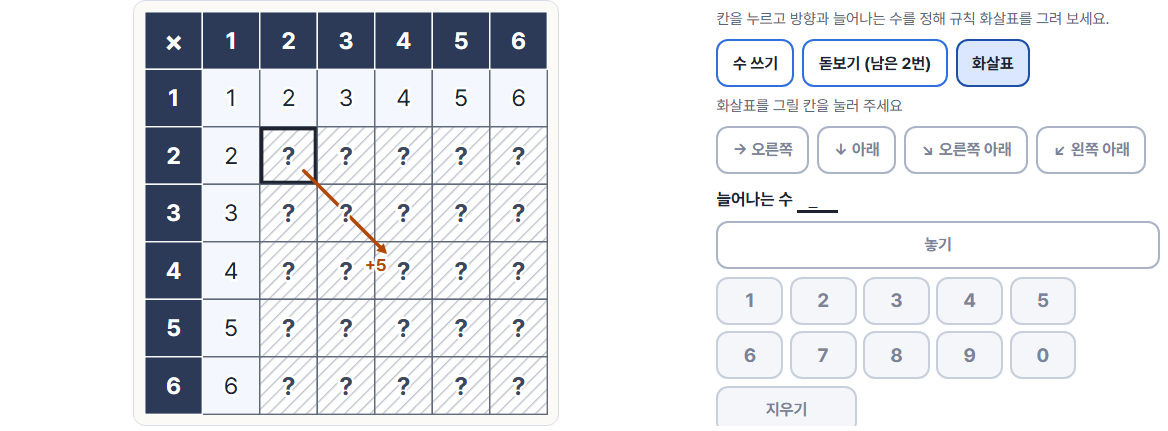 × 1 2 3 4 5 6
1 1 2 3 4 5 6
2 2 ? ? ? ? ?
3 3 ? ? ? ? ?
+5
4 4 ? ? ? ? ?
5 5 ? ? ? ? ?
6 6 ? ? ? ? ?
칸을 누르고 방향과 늘어나는 수를 정해 규칙 화살표를 그려 보세요.
수 쓰기 돋보기 (남은 2번) 화살표
화살표를 그릴 칸을 눌러 주세요
→ 오른쪽 ↓ 아래 ↘ 오른쪽 아래 ↙ 왼쪽 아래
늘어나는 수 _
놓기
1 2 3 4 5
6 7 8 9 0
지우기